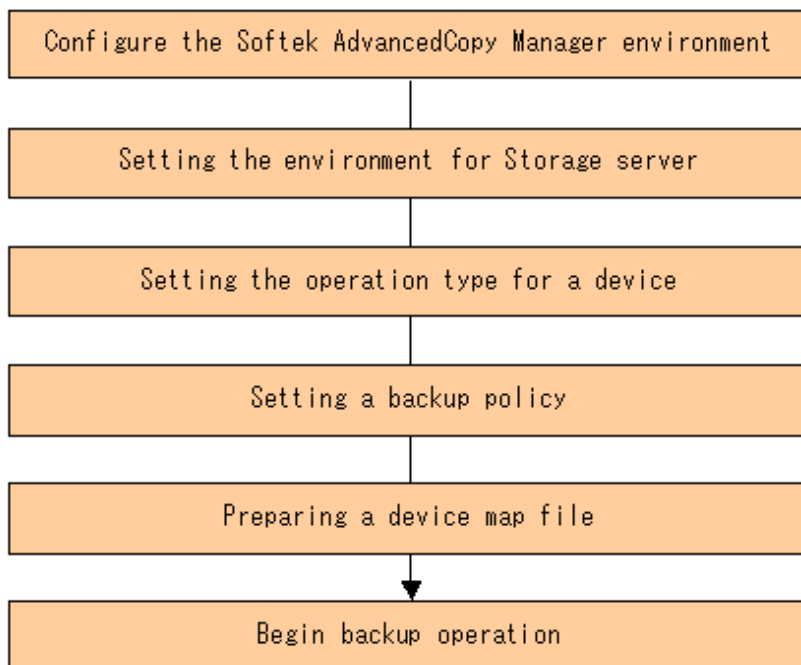 Configure the Softek AdvancedCopy Manager environment
Setting the environment for Storage server
Setting the operation type for a device
Setting a backup policy
Preparing a device map file
Begin backup operation